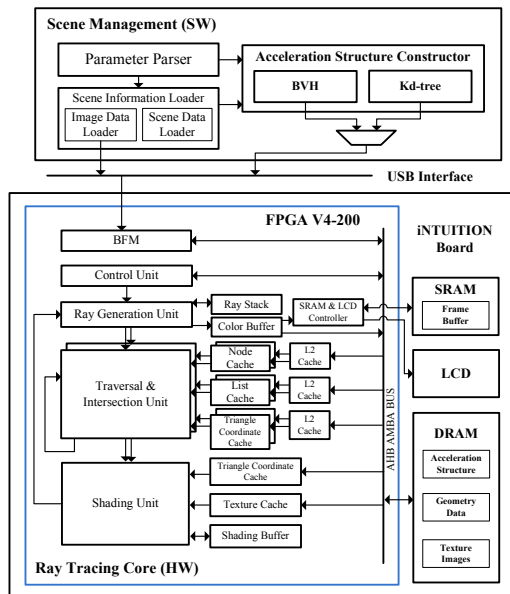 Scene Management (SW)
Parameter Parser
Scene Information Loader
Image Data
Loader
Scene Data
Loader
Acceleration Structure Constructor
BVH
Kd-tree
USB Interface
FPGA V4-200
BFM
Control Unit
Ray Generation Unit
Ray Stack
Color Buffer
SRAM & LCD
Controller
Traversal &
Intersection Unit
Node
Cache
L2
Cache
List
Cache
L2
Cache
Triangle
Coordinate
Cache
L2
Cache
Shading Unit
Triangle Coordinate
Cache
Texture Cache
Shading Buffer
Ray Tracing Core (HW)
AHB AMBA BUS
iNTUITION
Board
SRAM
Frame
Buffer
LCD
DRAM
Acceleration
Structure
Geometry
Data
Texture
Images